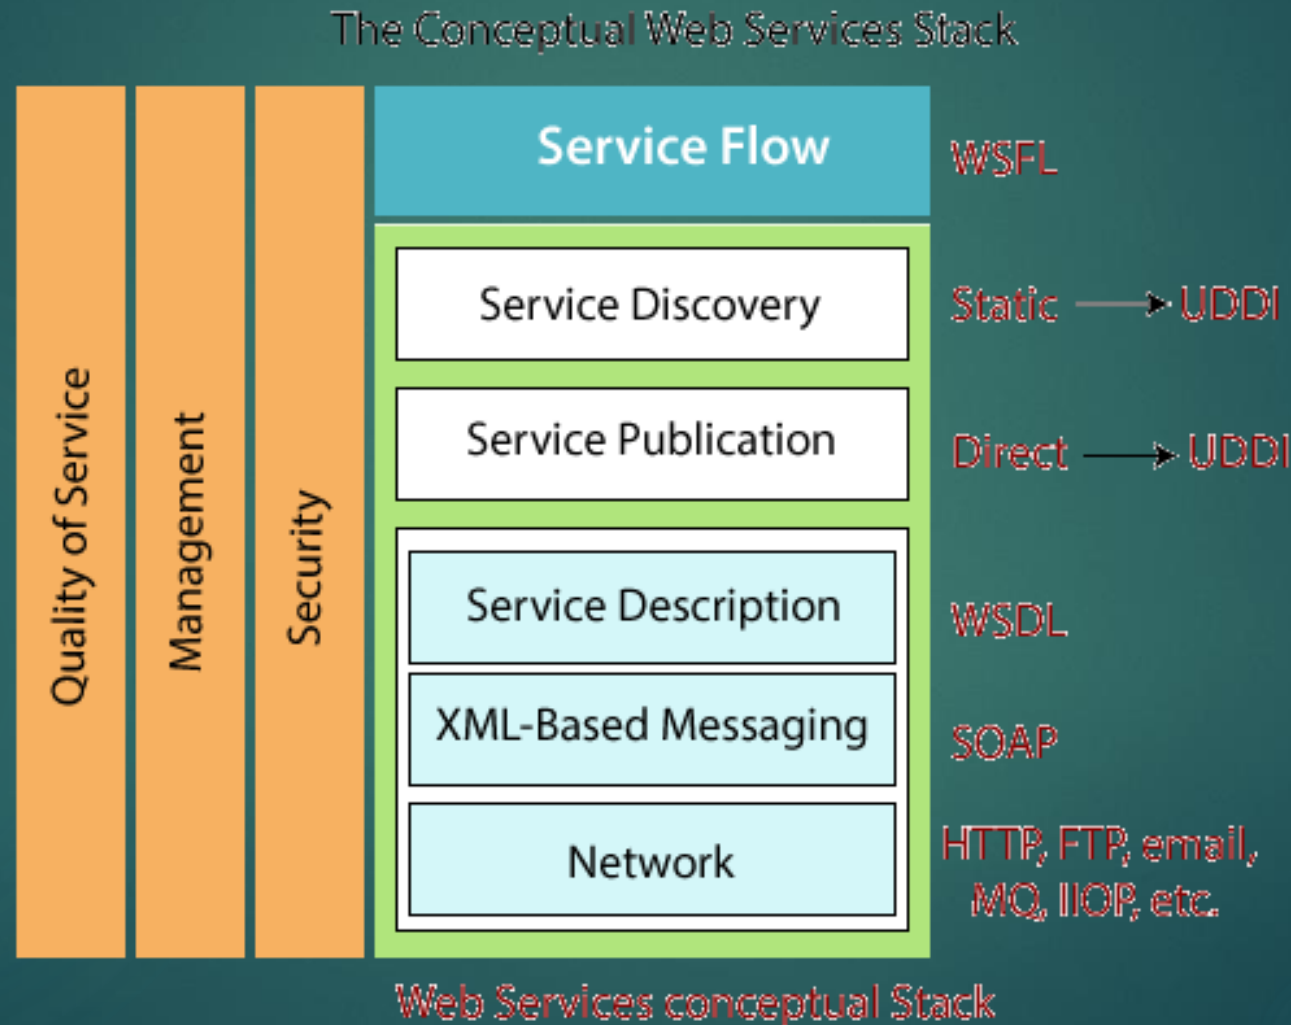 The Conceptual Web Services Stack
Quality of Service
Management
Security
Service Flow
WSFL
Service Discovery
Static → UDDI
Service Publication
Direct → UDDI
Service Description
WSDL
XML-Based Messaging
SOAP
Network
HTTP, FTP, email,
MQ, IIOP, etc.
Web Services conceptual Stack